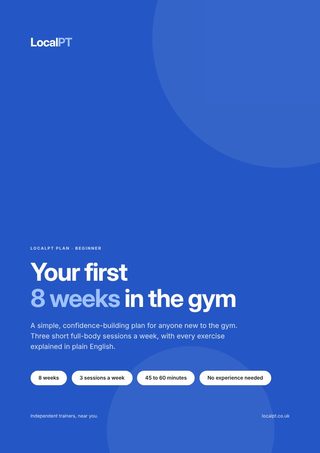 LocalPT
LOCALPT PLAN · BEGINNER
Your first
8 weeks in the gym
A simple, confidence-building plan for anyone new to the gym.
Three short full-body sessions a week, with every exercise
explained in plain English.
8 weeks
3 sessions a week
45 to 60 minutes
No experience needed
Independent trainers, near you.
localpt.co.uk